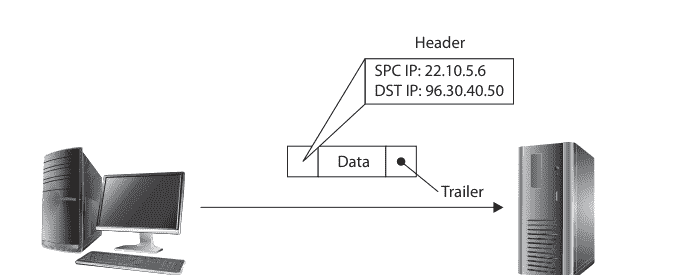 Header
SPC IP: 22.10.5.6
DST IP: 96.30.40.50
Data
Trailer